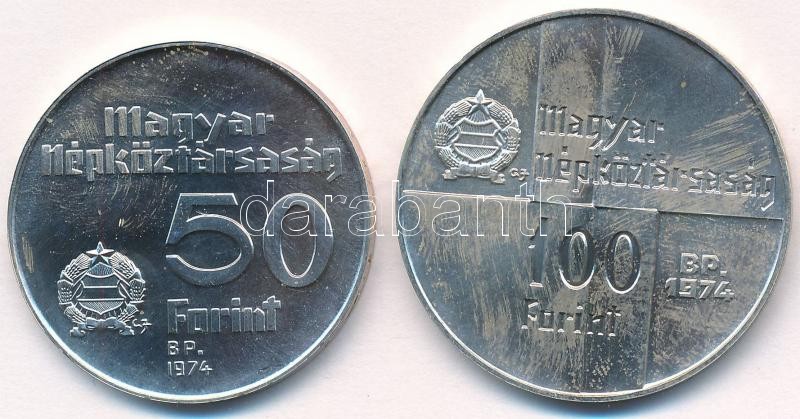 Magyar
Népköztársaság
50
Forint
BP.
1974
Magyar
Népköztársaság
100
Forint
BP.
1974
darabanth